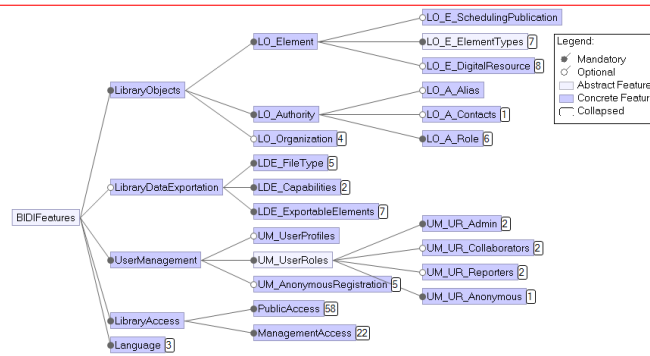 LO_E_SchedulingPublication
LO_Element
LO_E_ElementTypes 7
LO_E_DigitalResource 8
LibraryObjects
LO_A_Alias
LO_Authority
LO_A_Contacts 1
LO_Organization 4
LO_A_Role 6
LDE_FileType 5
LibraryDataExportation
LDE_Capabilities 2
LDE_ExportableElements 7
BIDIFeatures
UM_UserProfiles
UM_UR_Admin 2
UserManagement
UM_UserRoles
UM_UR_Collaborators 2
UM_AnonymousRegistration 5
UM_UR_Reporters 2
PublicAccess 58
UM_UR_Anonymous 1
LibraryAccess
ManagementAccess 22
Language 3
Legend:
Mandatory
Optional
Abstract Feature
Concrete Featur
Collapsed